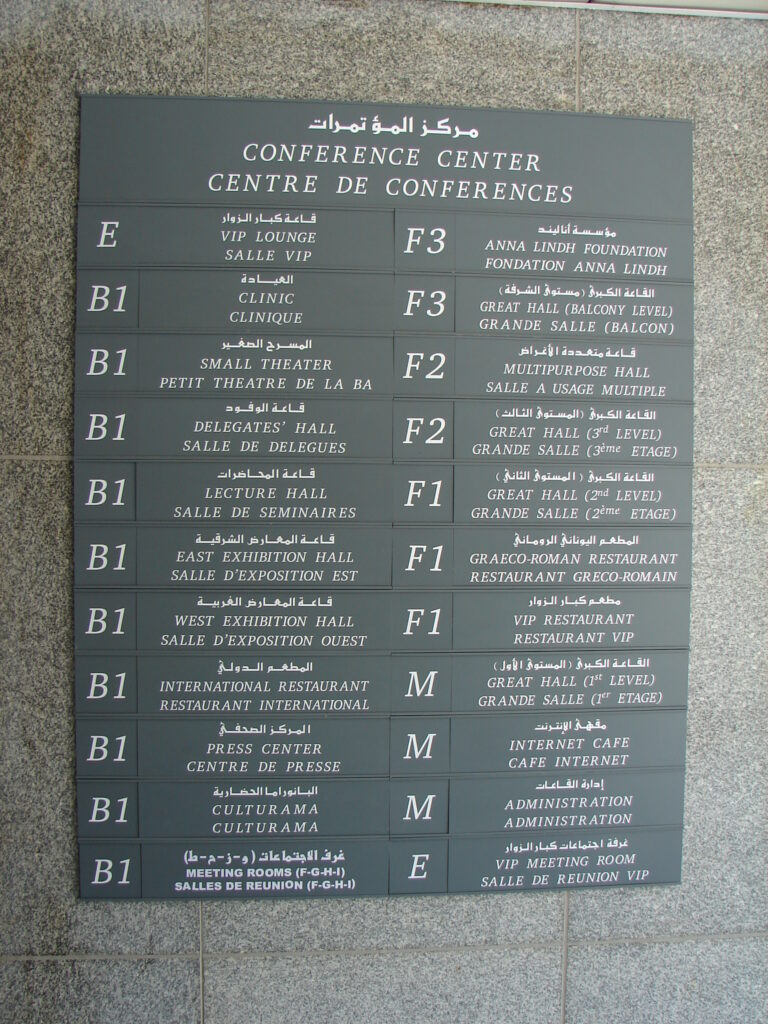 مركز المؤتمرات
CONFERENCE CENTER
CENTRE DE CONFERENCES
E
قاعة كبار الزوار
VIP LOUNGE
SALLE VIP
B1
العيادة
CLINIC
CLINIQUE
B1
المسرح الصغير
SMALL THEATER
PETIT THEATRE DE LA BA
B1
قاعة الوفود
DELEGATES' HALL
SALLE DE DELEGUES
B1
قاعة المحاضرات
LECTURE HALL
SALLE DE SEMINAIRES
B1
قاعة المعارض الشرقية
EAST EXHIBITION HALL
SALLE D'EXPOSITION EST
B1
قاعة المعارض الغربية
WEST EXHIBITION HALL
SALLE D'EXPOSITION OUEST
B1
المطعم الدولي
INTERNATIONAL RESTAURANT
RESTAURANT INTERNATIONAL
B1
المركز الصحفي
PRESS CENTER
CENTRE DE PRESSE
B1
البانوراما الحضارية
CULTURAMA
CULTURAMA
B1
غرف الاجتماعات (و-ز-ح-ط)
MEETING ROOMS (F-G-H-I)
SALLES DE REUNION (F-G-H-I)
F3
مؤسسة أناليند
ANNA LINDH FOUNDATION
FONDATION ANNA LINDH
F3
القاعة الكبرى (مستوى الشرفة)
GREAT HALL (BALCONY LEVEL)
GRANDE SALLE (BALCON)
F2
قاعة متعددة الأغراض
MULTIPURPOSE HALL
SALLE A USAGE MULTIPLE
F2
القاعة الكبرى (المستوى الثالث)
GREAT HALL (3rd LEVEL)
GRANDE SALLE (3ème ETAGE)
F1
القاعة الكبرى (المستوى الثاني)
GREAT HALL (2nd LEVEL)
GRANDE SALLE (2ème ETAGE)
F1
المطعم اليوناني الروماني
GRAECO-ROMAN RESTAURANT
RESTAURANT GRECO-ROMAIN
F1
مطعم كبار الزوار
VIP RESTAURANT
RESTAURANT VIP
M
القاعة الكبرى (المستوى الأول)
GREAT HALL (1st LEVEL)
GRANDE SALLE (1er ETAGE)
M
مقهى الإنترنت
INTERNET CAFE
CAFE INTERNET
M
إدارة القاعات
ADMINISTRATION
ADMINISTRATION
E
غرفة اجتماعات كبار الزوار
VIP MEETING ROOM
SALLE DE REUNION VIP